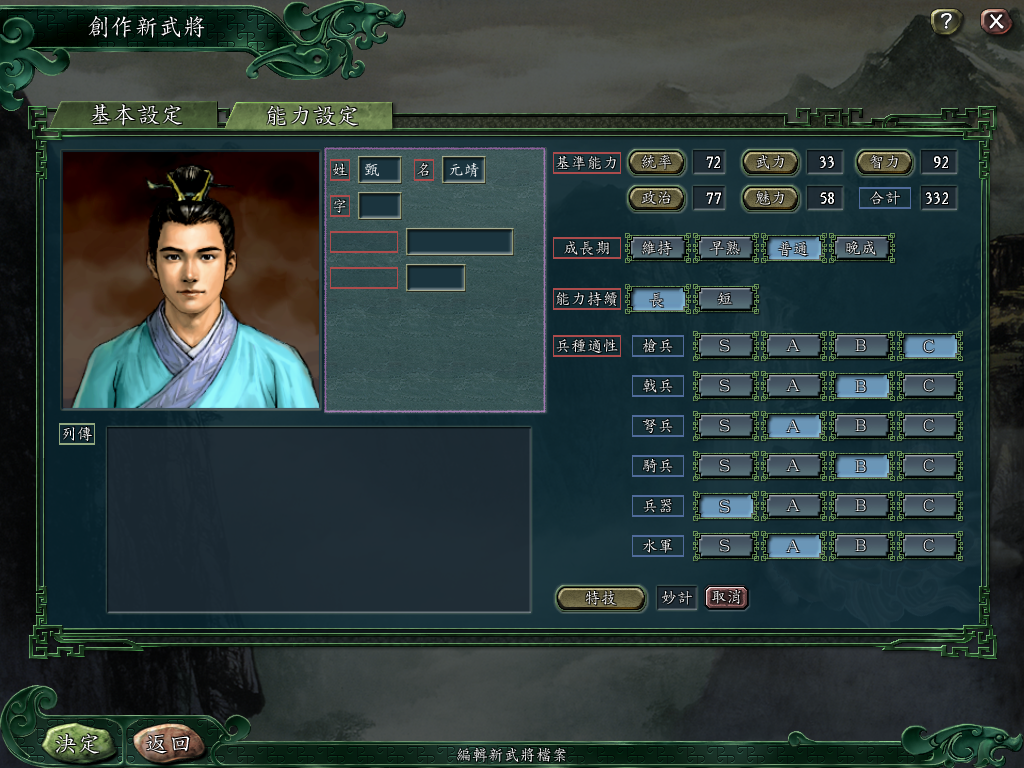 創作新武將
? X
基本設定 能力設定
姓 甄 名 元靖
字
列傳
基準能力 統率 72 武力 33 智力 92
政治 77 魅力 58 合計 332
成長期 維持 早熟 普通 晚成
能力持續 長 短
兵種適性 槍兵 S A B C
戟兵 S A B C
弩兵 S A B C
騎兵 S A B C
兵器 S A B C
水軍 S A B C
特技 妙計 取消
決定 返回
編輯新武將檔案